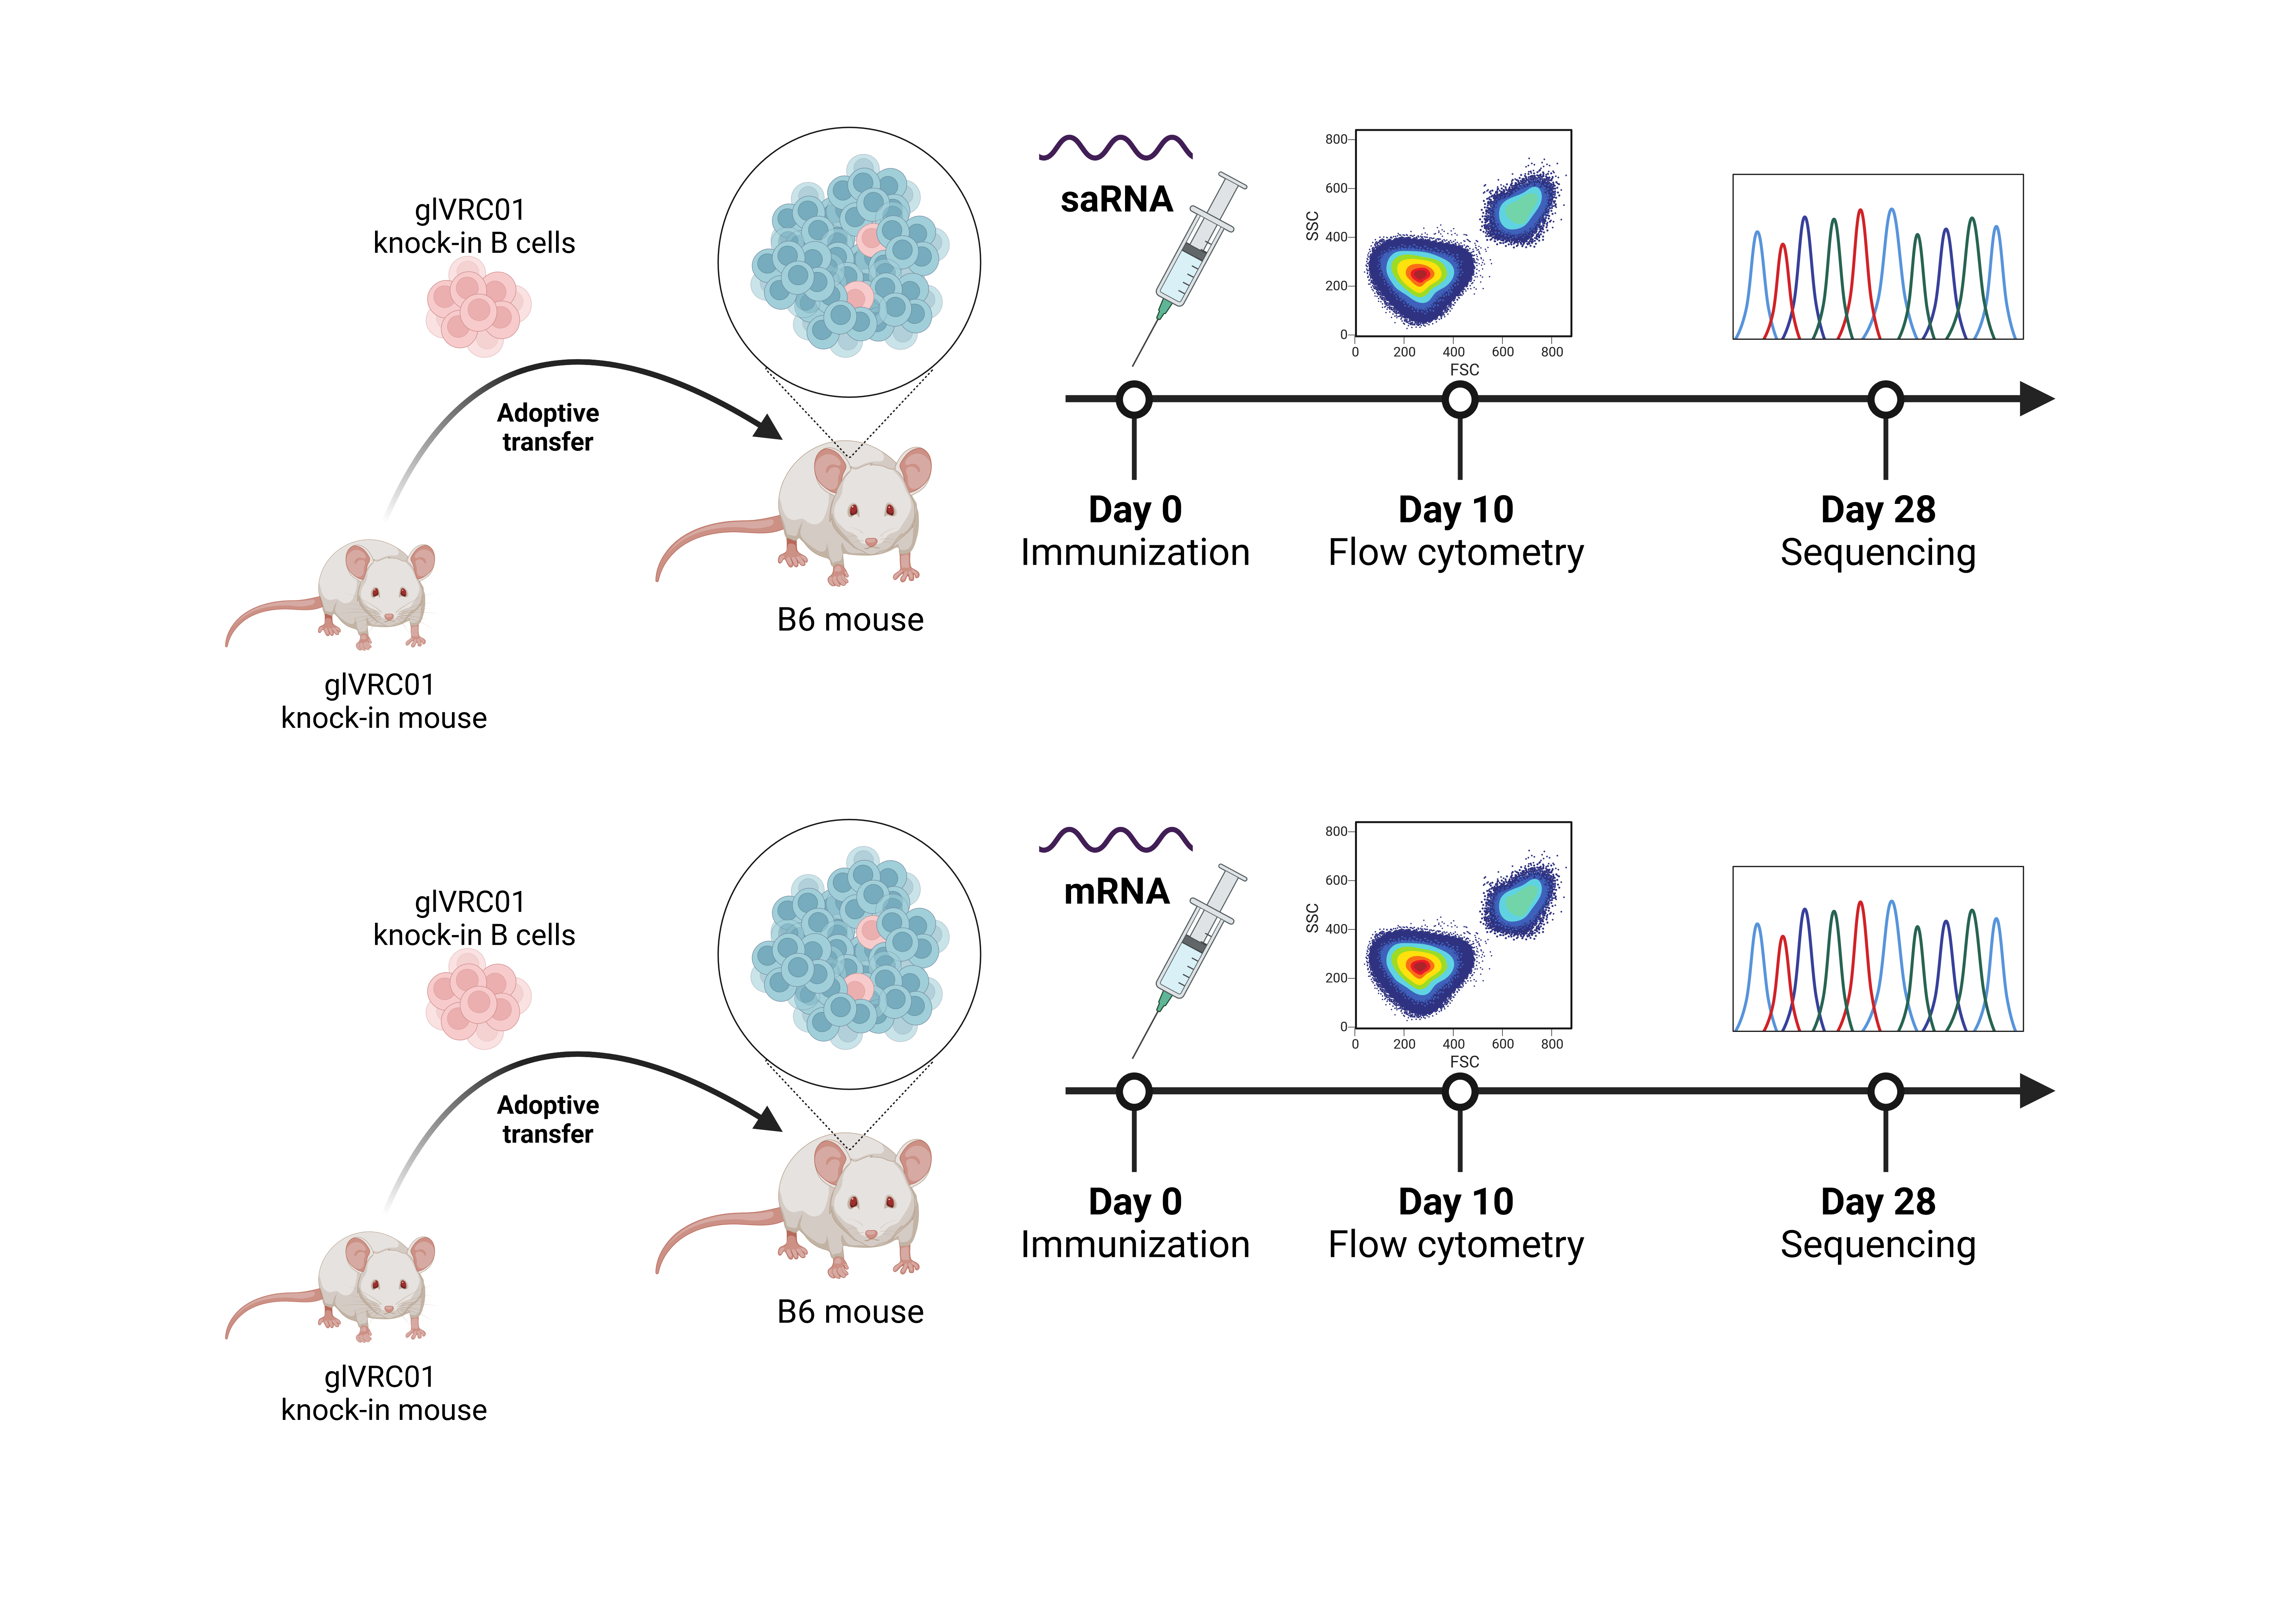 glVRC01
knock-in B cells
Adoptive
transfer
glVRC01
knock-in mouse
B6 mouse
saRNA
800
600
400
200
0
SSC
0 200 400 600 800
FSC
Day 0
Immunization
Day 10
Flow cytometry
Day 28
Sequencing
glVRC01
knock-in B cells
Adoptive
transfer
glVRC01
knock-in mouse
B6 mouse
mRNA
800
600
400
200
0
SSC
0 200 400 600 800
FSC
Day 0
Immunization
Day 10
Flow cytometry
Day 28
Sequencing